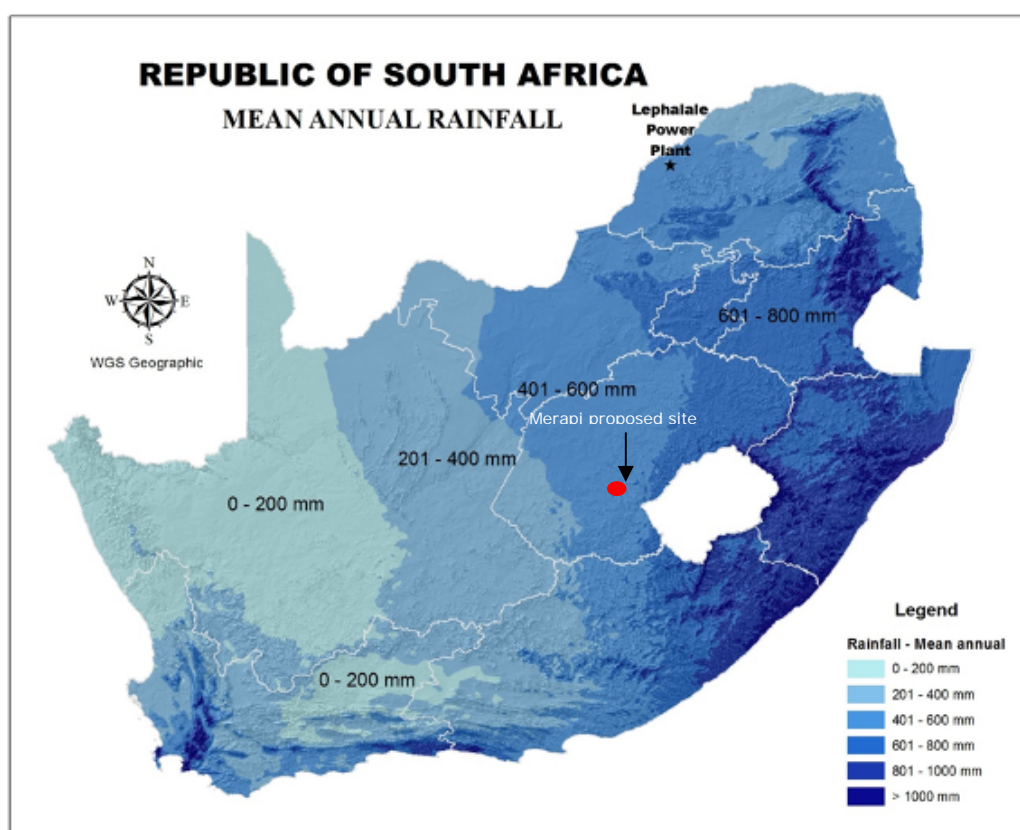 REPUBLIC OF SOUTH AFRICA
MEAN ANNUAL RAINFALL
Lephalale
Power
Plant
N
W E
S
WGS Geographic
601 - 800 mm
401 - 600 mm
Merapi proposed site
201 - 400 mm
0 - 200 mm
0 - 200 mm
Legend
Rainfall - Mean annual
0 - 200 mm
201 - 400 mm
401 - 600 mm
601 - 800 mm
801 - 1000 mm
> 1000 mm